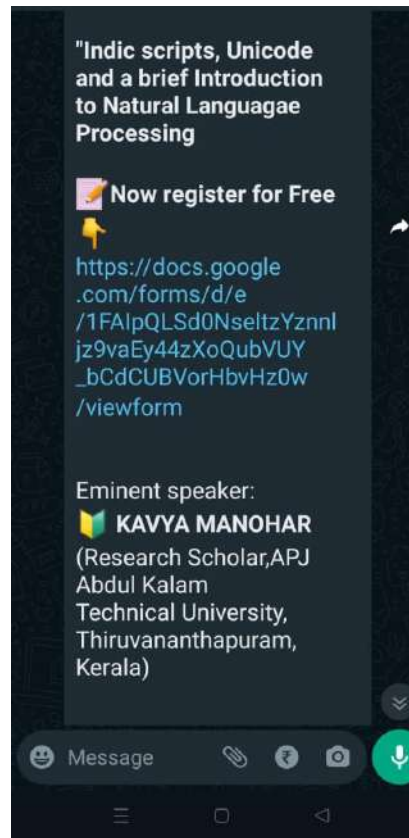 "Indic scripts, Unicode
and a brief Introduction
to Natural Languagae
Processing
📝Now register for Free
👇
https://docs.google
.com/forms/d/e
/1FAIpQLSd0NseltzYznnl
jz9vaEy44zXoQubVUY
_bCdCUBVorHbvHz0w
/viewform
Eminent speaker:
🔰 KAVYA MANOHAR
(Research Scholar,APJ
Abdul Kalam
Technical University,
Thiruvananthapuram,
Kerala)
Message